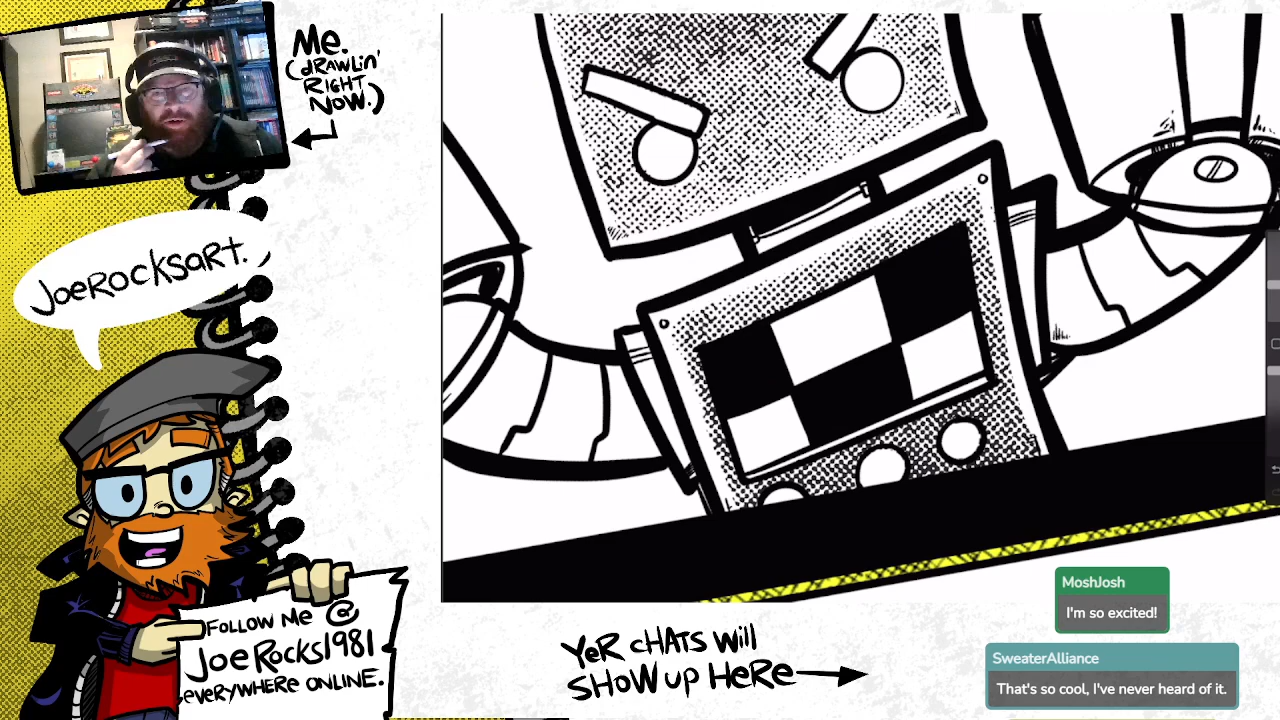 Me.
(dRAWLin'
RiGHT
NOW.)
JoeRocksart.
FOLLOW Me @
JoeRocks1981
everYWHere ONLiNE.
YeR cHATS Will
SHOW up HeRe
MoshJosh
I'm so excited!
SweaterAlliance
That's so cool, I've never heard of it.